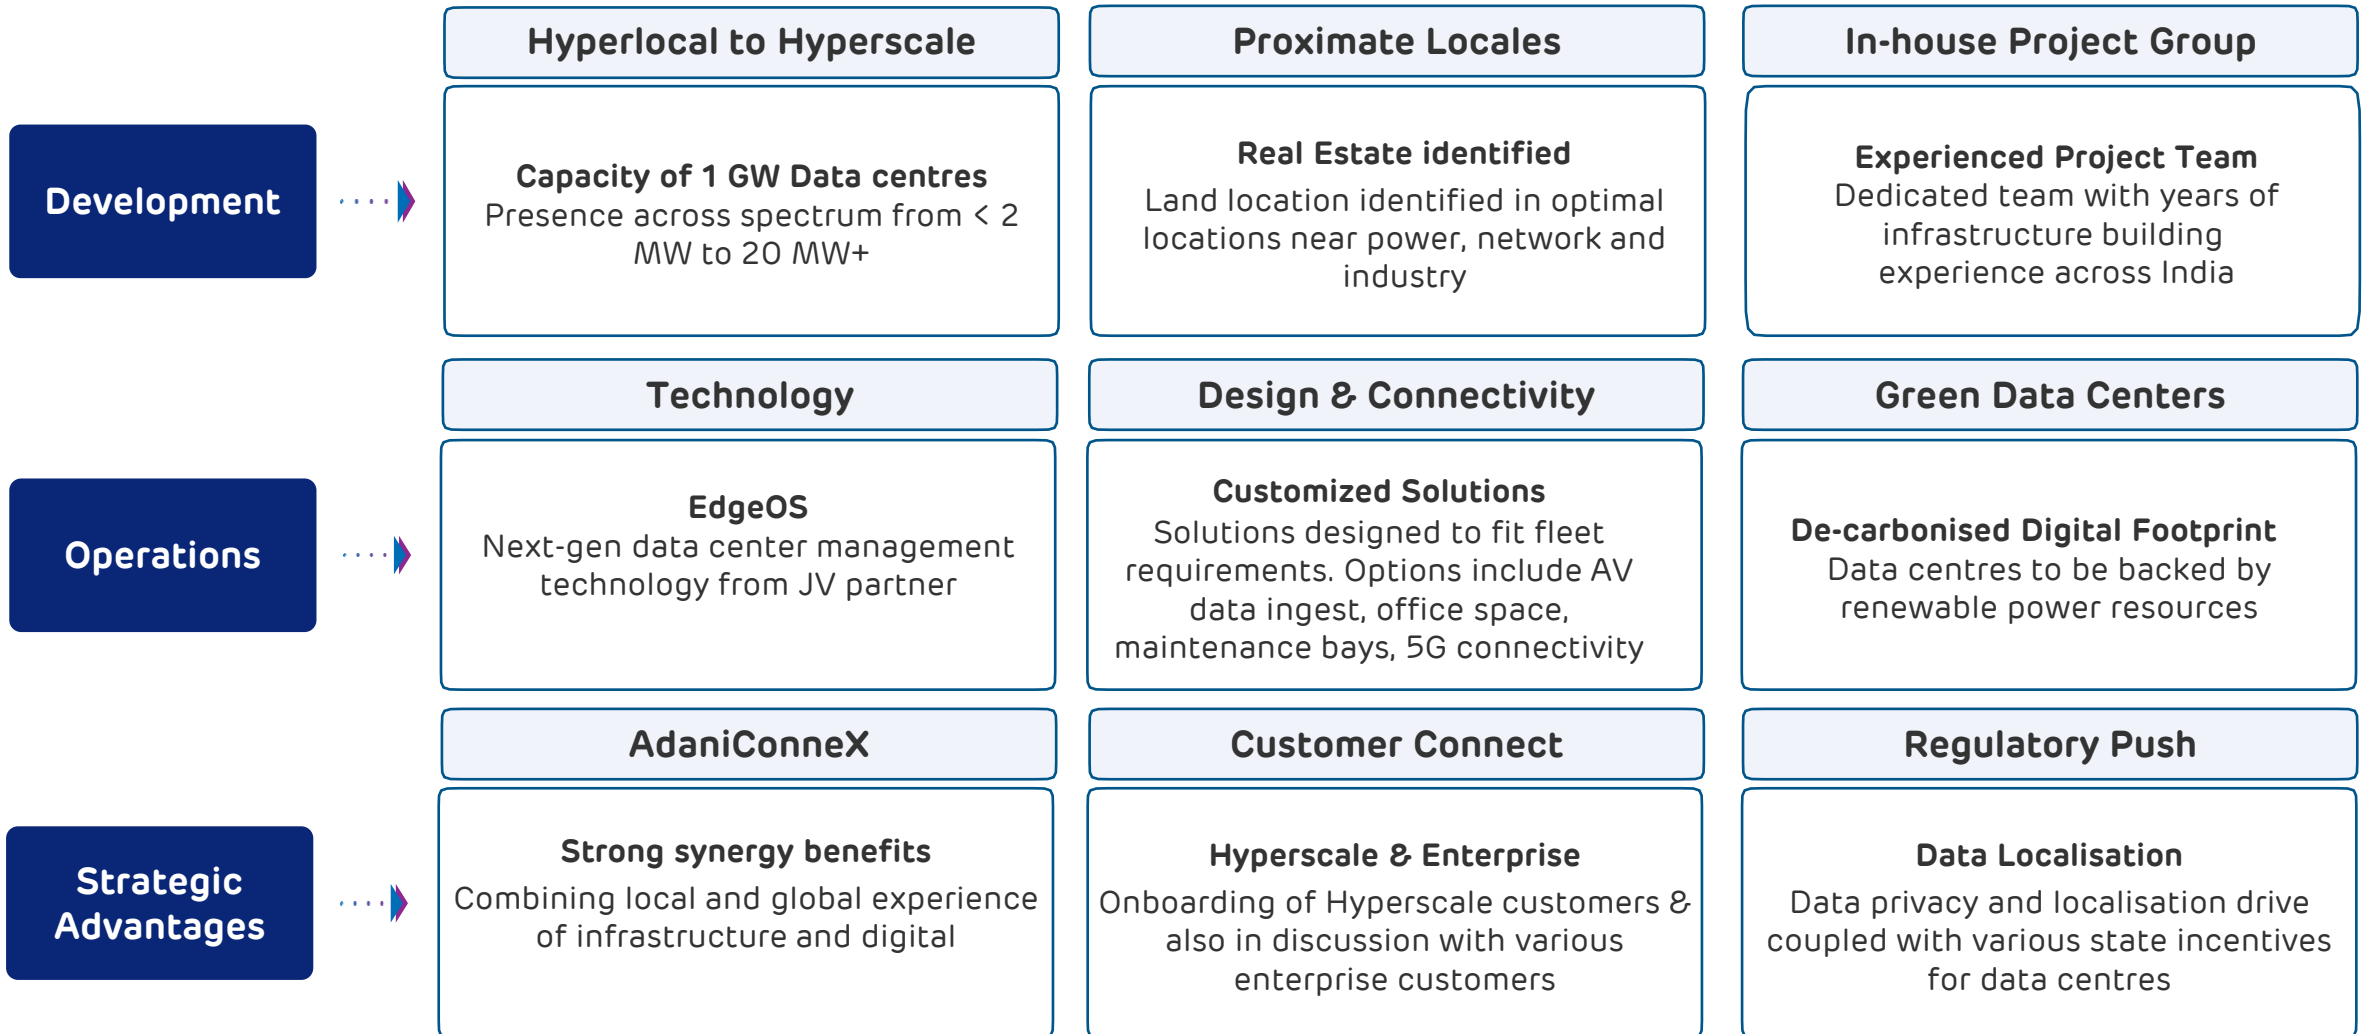 Hyperlocal to Hyperscale
Proximate Locales
In-house Project Group
Development
Capacity of 1 GW Data centres
Presence across spectrum from < 2
MW to 20 MW+
Real Estate identified
Land location identified in optimal
locations near power, network and
industry
Experienced Project Team
Dedicated team with years of
infrastructure building
experience across India
Technology
Design & Connectivity
Green Data Centers
Operations
EdgeOS
Next-gen data center management
technology from JV partner
Customized Solutions
Solutions designed to fit fleet
requirements. Options include AV
data ingest, office space,
maintenance bays, 5G connectivity
De-carbonised Digital Footprint
Data centres to be backed by
renewable power resources
AdaniConneX
Customer Connect
Regulatory Push
Strategic
Advantages
Strong synergy benefits
Combining local and global experience
of infrastructure and digital
Hyperscale & Enterprise
Onboarding of Hyperscale customers &
also in discussion with various
enterprise customers
Data Localisation
Data privacy and localisation drive
coupled with various state incentives
for data centres